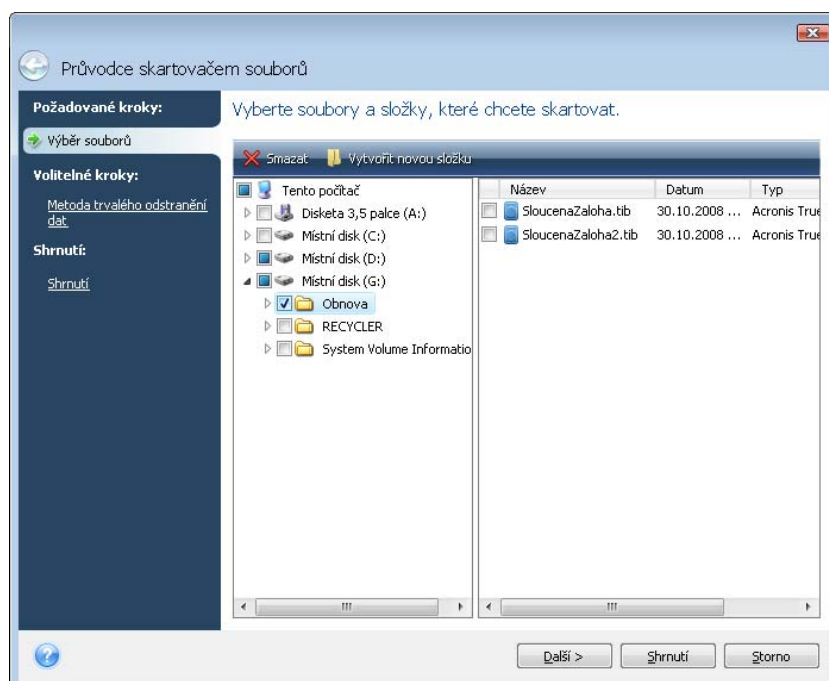 Průvodce skartovačem souborů
Požadované kroky:
Výběr souborů
Volitelné kroky:
Metoda trvalého odstranění
dat
Shrnutí:
Shrnutí
Vyberte soubory a složky, které chcete skartovat.
Smazat Vytvořit novou složku
Tento počítač
Disketa 3,5 palce (A:)
Místní disk (C:)
Místní disk (D:)
Místní disk (G:)
Obnova
RECYCLER
System Volume Informatio
Název Datum Typ
SloucenaZaloha.tib 30.10.2008 ... Acronis True
SloucenaZaloha2.tib 30.10.2008 ... Acronis True
Další > Shrnutí Storno